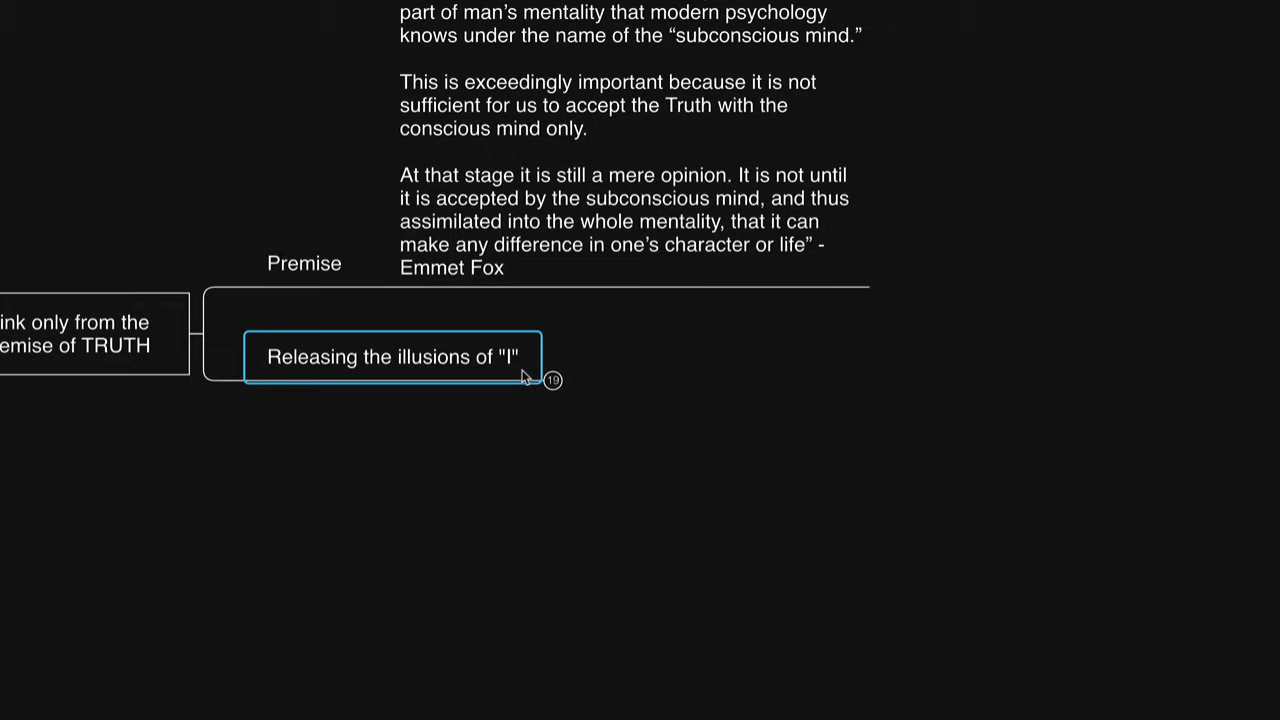 part of man’s mentality that modern psychology
knows under the name of the “subconscious mind.”
This is exceedingly important because it is not
sufficient for us to accept the Truth with the
conscious mind only.
At that stage it is still a mere opinion. It is not until
it is accepted by the subconscious mind, and thus
assimilated into the whole mentality, that it can
make any difference in one’s character or life” -
Emmet Fox
Premise
ink only from the
emise of TRUTH
Releasing the illusions of "I"
19